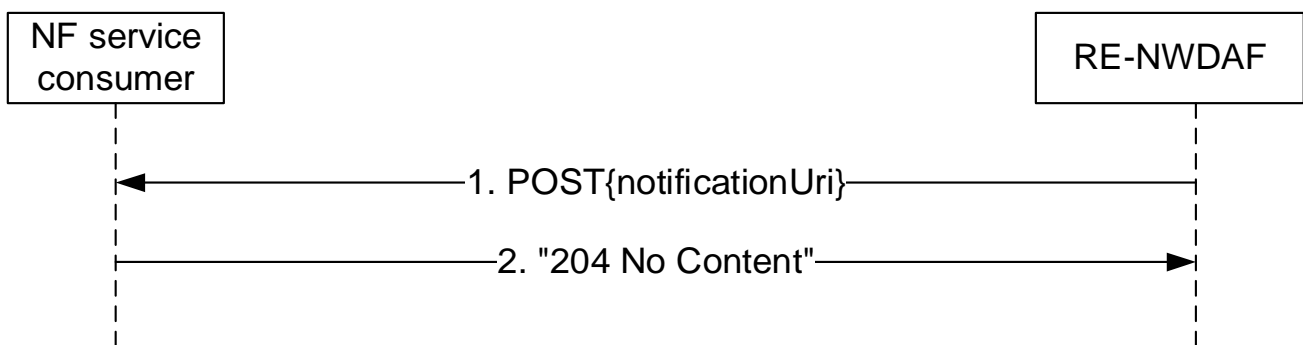 NF service
consumer
RE-NWDAF
1. POST{notificationUri}
2. "204 No Content"